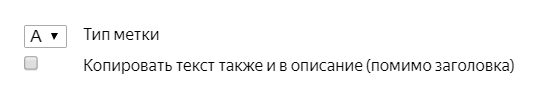 А ▼ Тип метки
Копировать текст также и в описание (помимо заголовка)